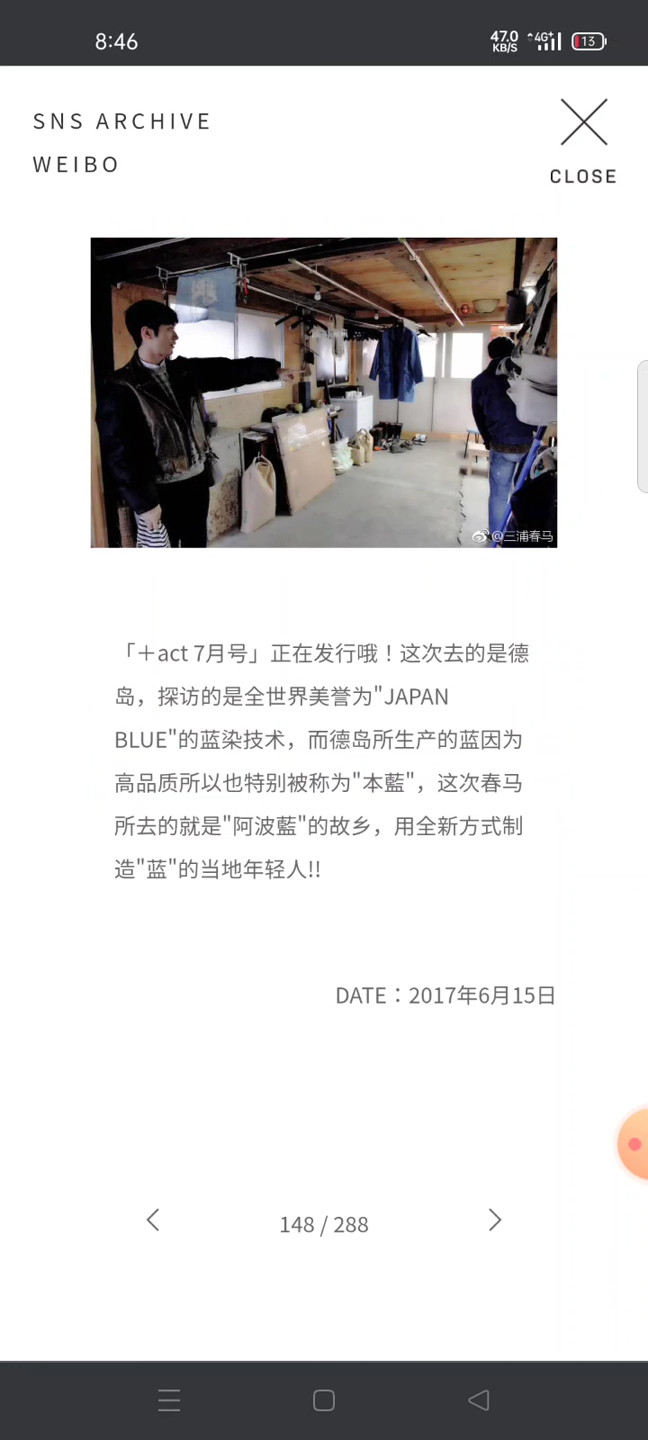 8:46
47.0
KB/S
4G+
13
SNS ARCHIVE
WEIBO
CLOSE
@三浦春马
「＋act 7月号」正在发行哦！这次去的是德
岛，探访的是全世界美誉为"JAPAN
BLUE"的蓝染技术，而德岛所生产的蓝因为
高品质所以也特别被称为"本藍"，这次春马
所去的就是"阿波藍"的故乡，用全新方式制
造"蓝"的当地年轻人!!
DATE：2017年6月15日
148 / 288